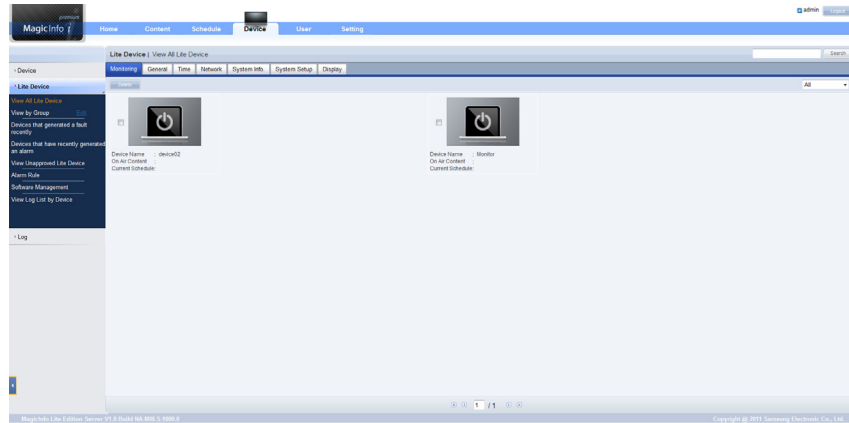 admin Logout
premium
MagicInfo i
Home Content Schedule Device User Setting
Lite Device | View All Lite Device
Search
Device
Monitoring General Time Network System Info. System Setup Display
Lite Device
Delete
All
View All Lite Device
View by Group Edit
Devices that generated a fault
recently
Devices that have recently generated
an alarm
View Unapproved Lite Device
Alarm Rule
Software Management
View Log List by Device
Device Name : device02
On Air Content :
Current Schedule:
Device Name : Monitor
On Air Content :
Current Schedule:
Log
1 / 1
MagicInfo Lite Edition Server
Copyright @ 2011 Samsung Electronic Co., Ltd.